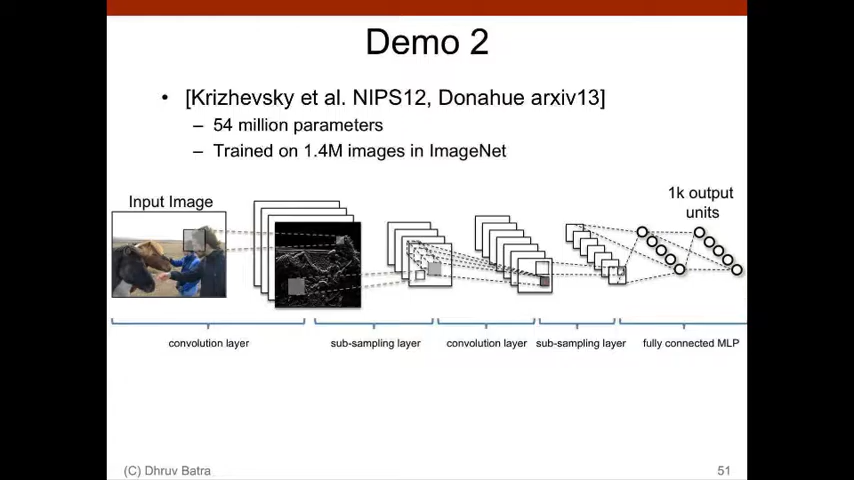 Demo 2
• [Krizhevsky et al. NIPS12, Donahue arxiv13]
– 54 million parameters
– Trained on 1.4M images in ImageNet
Input Image
1k output
units
convolution layer
sub-sampling layer
convolution layer
sub-sampling layer
fully connected MLP
(C) Dhruv Batra
51